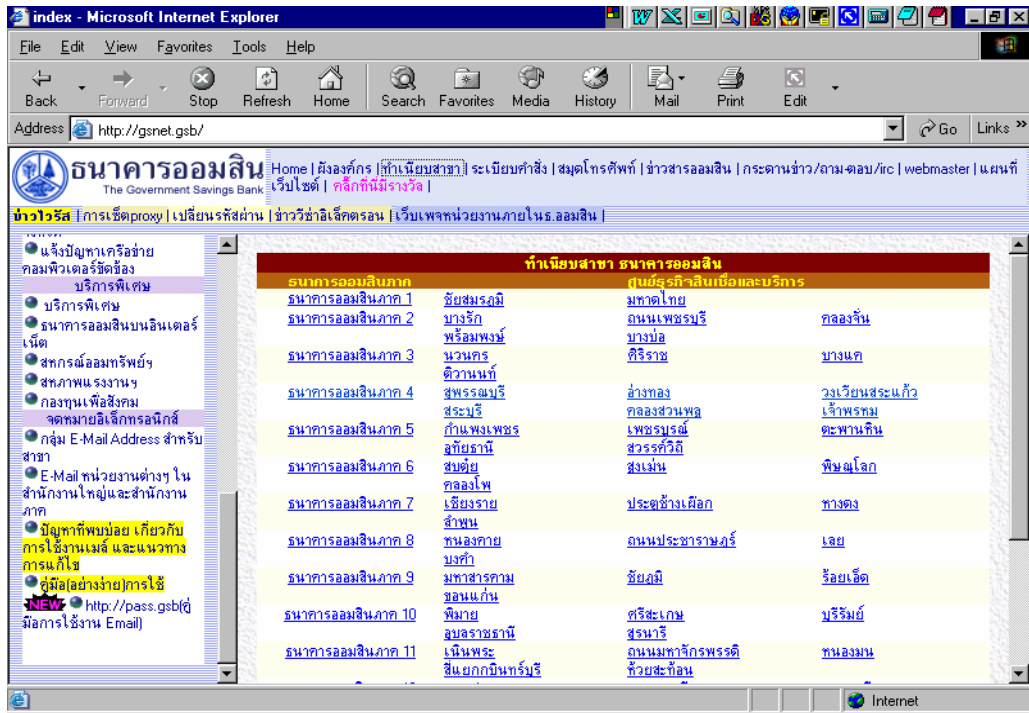 index - Microsoft Internet Explorer
File Edit View Favorites Tools Help
Back Forward Stop Refresh Home Search Favorites Media History Mail Print Edit
Address http://gsnet.gsb/ Go Links »
ธนาคารออมสิน
The Government Savings Bank
Home | ผังองค์กร | ทำเนียบสาขา | ระเบียบคำสั่ง | สมุดโทรศัพท์ | ข่าวสารออมสิน | กระดานข่าว/ถาม-ตอบ/irc | webmaster | แผนที่
เว็ปไซต์ | คลิ๊กที่นี่มีรางวัล |
ข่าวไวรัส | การเซ็ตproxy | เปลี่ยนรหัสผ่าน | ข่าววีซ่าอิเล็คตรอน | เว็บเพจหน่วยงานภายในธ.ออมสิน |
แจ้งปัญหาเครือข่าย
คอมพิวเตอร์ขัดข้อง
บริการพิเศษ
บริการพิเศษ
ธนาคารออมสินบนอินเตอร์
เน็ต
สหกรณ์ออมทรัพย์ฯ
สหภาพแรงงานฯ
กองทุนเพื่อสังคม
จดหมายอิเล็กทรอนิกส์
กลุ่ม E-Mail Address สำหรับ
สาขา
E-Mail หน่วยงานต่างๆ ใน
สำนักงานใหญ่และสำนักงาน
ภาค
ปัญหาที่พบบ่อย เกี่ยวกับ
การใช้งานเมล์ และแนวทาง
การแก้ไข
คู่มือ(อย่างง่าย)การใช้
NEW http://pass.gsb(คู่
มือการใช้งาน Email)
ทำเนียบสาขา ธนาคารออมสิน
ธนาคารออมสินภาค ศูนย์ธุรกิจสินเชื่อและบริการ
ธนาคารออมสินภาค 1 ชัยสมรภูมิ มหาดไทย
ธนาคารออมสินภาค 2 บางรัก ถนนเพชรบุรี คลองจั่น
พร้อมพงษ์ บางบ่อ
ธนาคารออมสินภาค 3 นวนคร ศิริราช บางแค
ติวานนท์
ธนาคารออมสินภาค 4 สุพรรณบุรี อ่างทอง วงเวียนสระแก้ว
สระบุรี คลองสวนพลู เจ้าพรหม
ธนาคารออมสินภาค 5 กำแพงเพชร เพชรบูรณ์ ตะพานหิน
อุทัยธานี สวรรค์วิถี
ธนาคารออมสินภาค 6 สบตุ๋ย สูงเม่น พิษณุโลก
คลองโพ
ธนาคารออมสินภาค 7 เชียงราย ประตูช้างเผือก หางดง
ลำพูน
ธนาคารออมสินภาค 8 หนองคาย ถนนประชาราษฎร์ เลย
บงคำ
ธนาคารออมสินภาค 9 มหาสารคาม ชัยภูมิ ร้อยเอ็ด
ขอนแก่น
ธนาคารออมสินภาค 10 พิมาย ศรีสะเกษ บุรีรัมย์
อุบลราชธานี สุรนารี
ธนาคารออมสินภาค 11 เนินพระ ถนนมหาจักรพรรดิ หนองมน
สี่แยกกบินทร์บุรี ห้วยสะท้อน
Internet